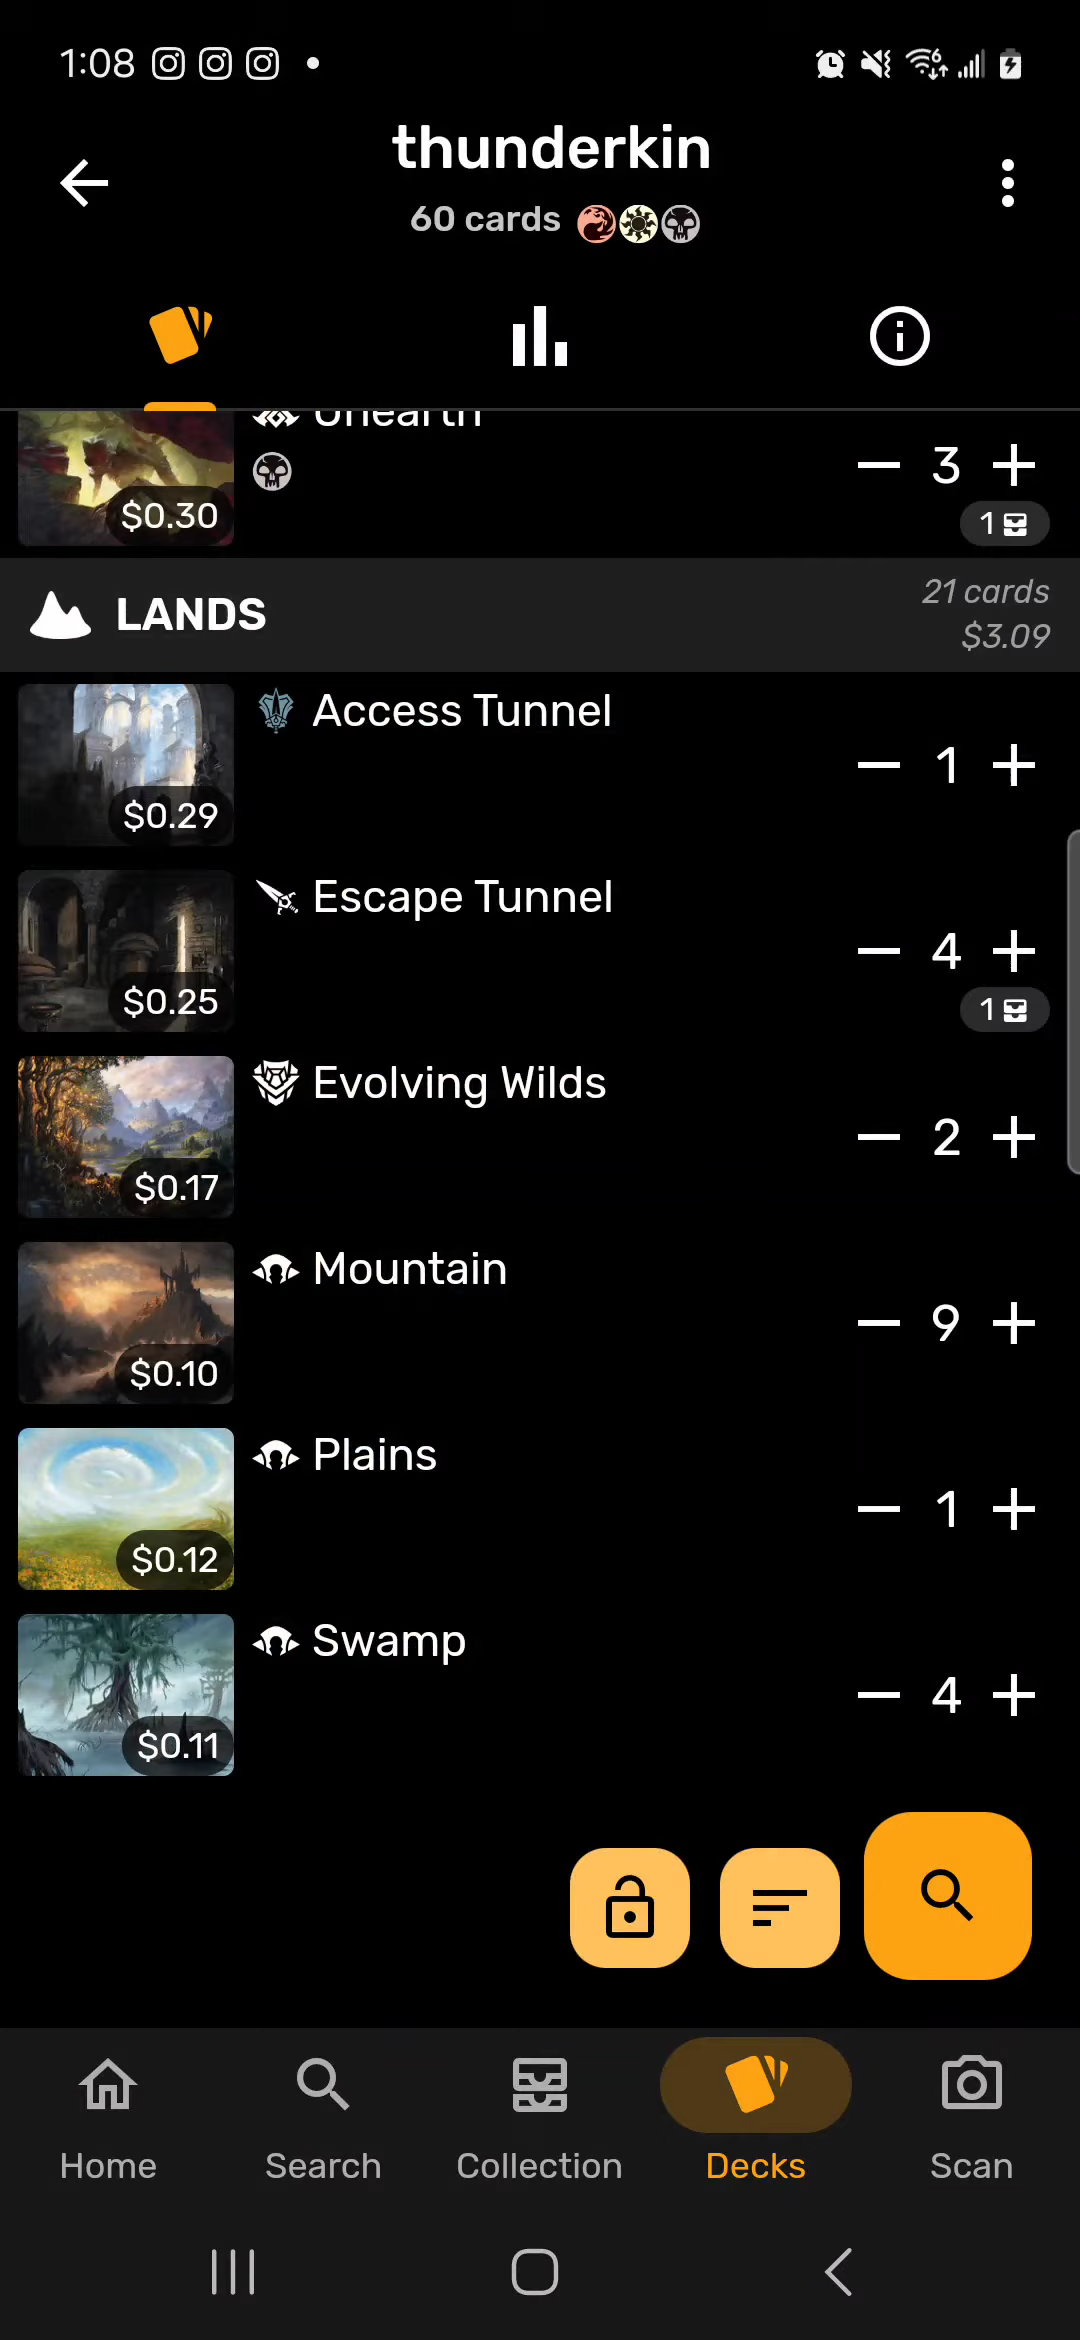 1:08
thunderkin
60 cards
Unearth
$0.30
3
1
LANDS
21 cards
$3.09
Access Tunnel
$0.29
1
Escape Tunnel
$0.25
4
1
Evolving Wilds
$0.17
2
Mountain
$0.10
9
Plains
$0.12
1
Swamp
$0.11
4
Home
Search
Collection
Decks
Scan